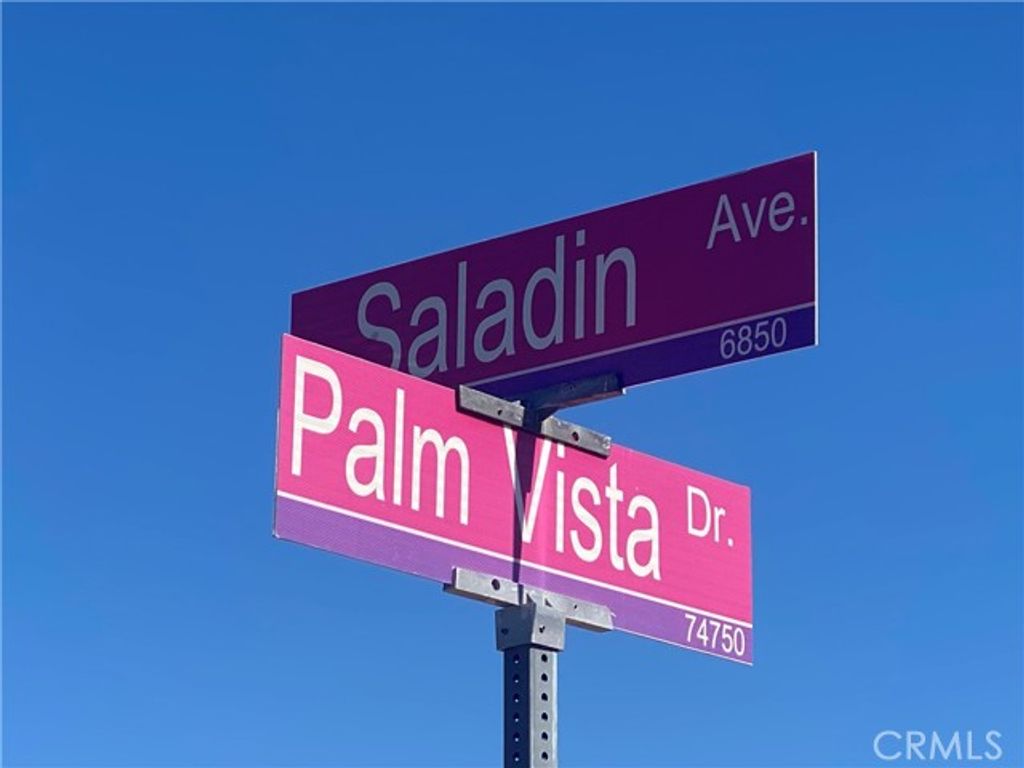 Saladin Ave.
6850
Palm Vista Dr.
74750
CRMLS